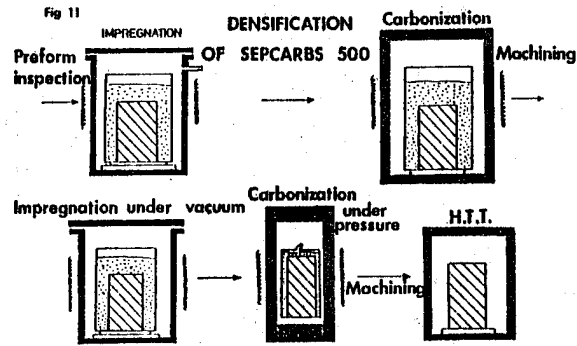 Fig 11
IMPREGNATION
DENSIFICATION
OF SEPCARBS 500
Carbonization
Preform
inspection
Machining
Impregnation under vacuum
Carbonization
under
pressure
Machining
H.T.T.